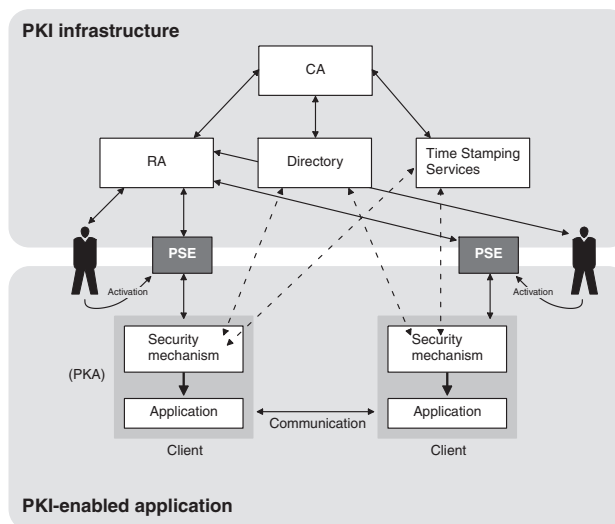 PKI infrastructure
CA
RA
Directory
Time Stamping
Services
PSE
PSE
Activation
Activation
Security
mechanism
Security
mechanism
(PKA)
Application
Application
Communication
Client
Client
PKI-enabled application